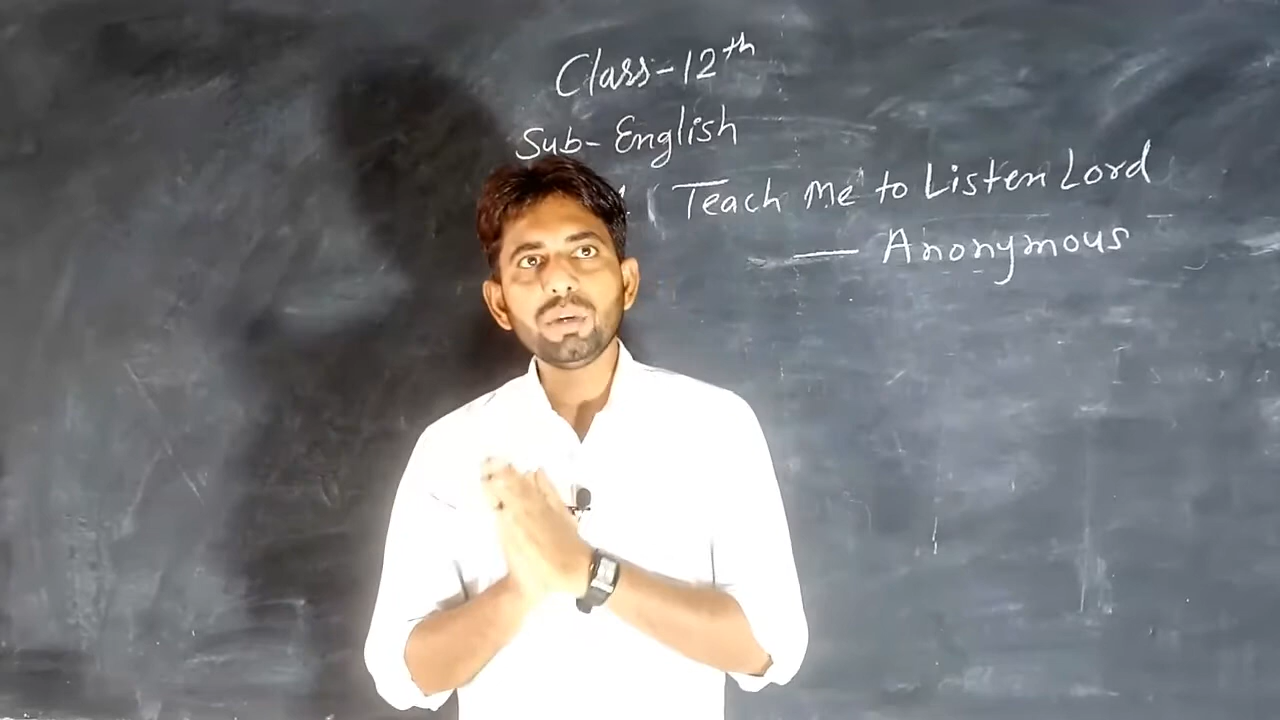 Class-12th
Sub-English
Teach Me to Listen Lord
— Anonymous